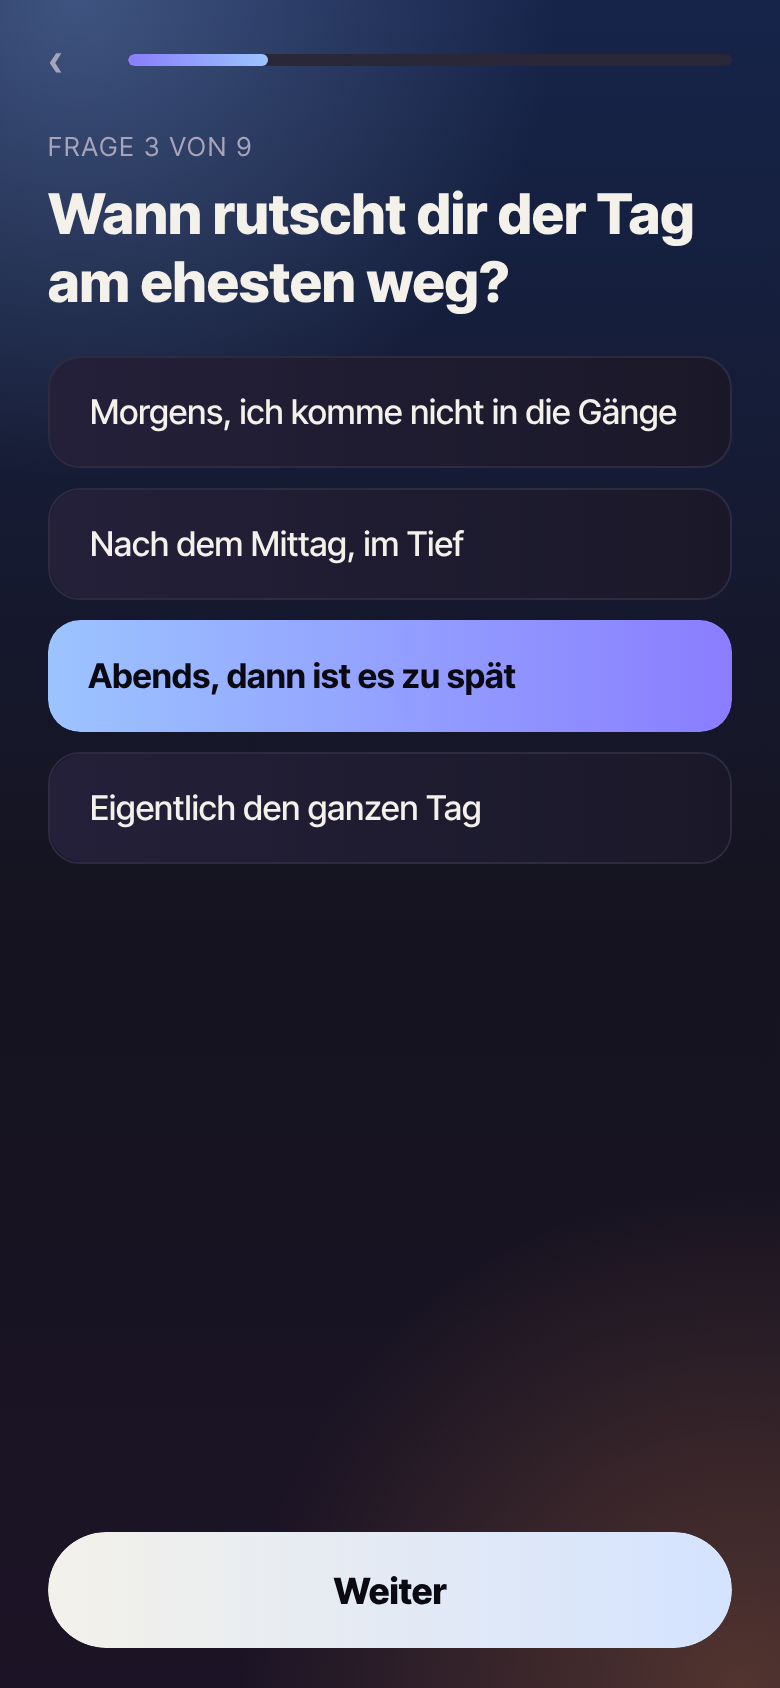 FRAGE 3 VON 9
Wann rutscht dir der Tag
am ehesten weg?
Morgens, ich komme nicht in die Gänge
Nach dem Mittag, im Tief
Abends, dann ist es zu spät
Eigentlich den ganzen Tag
Weiter